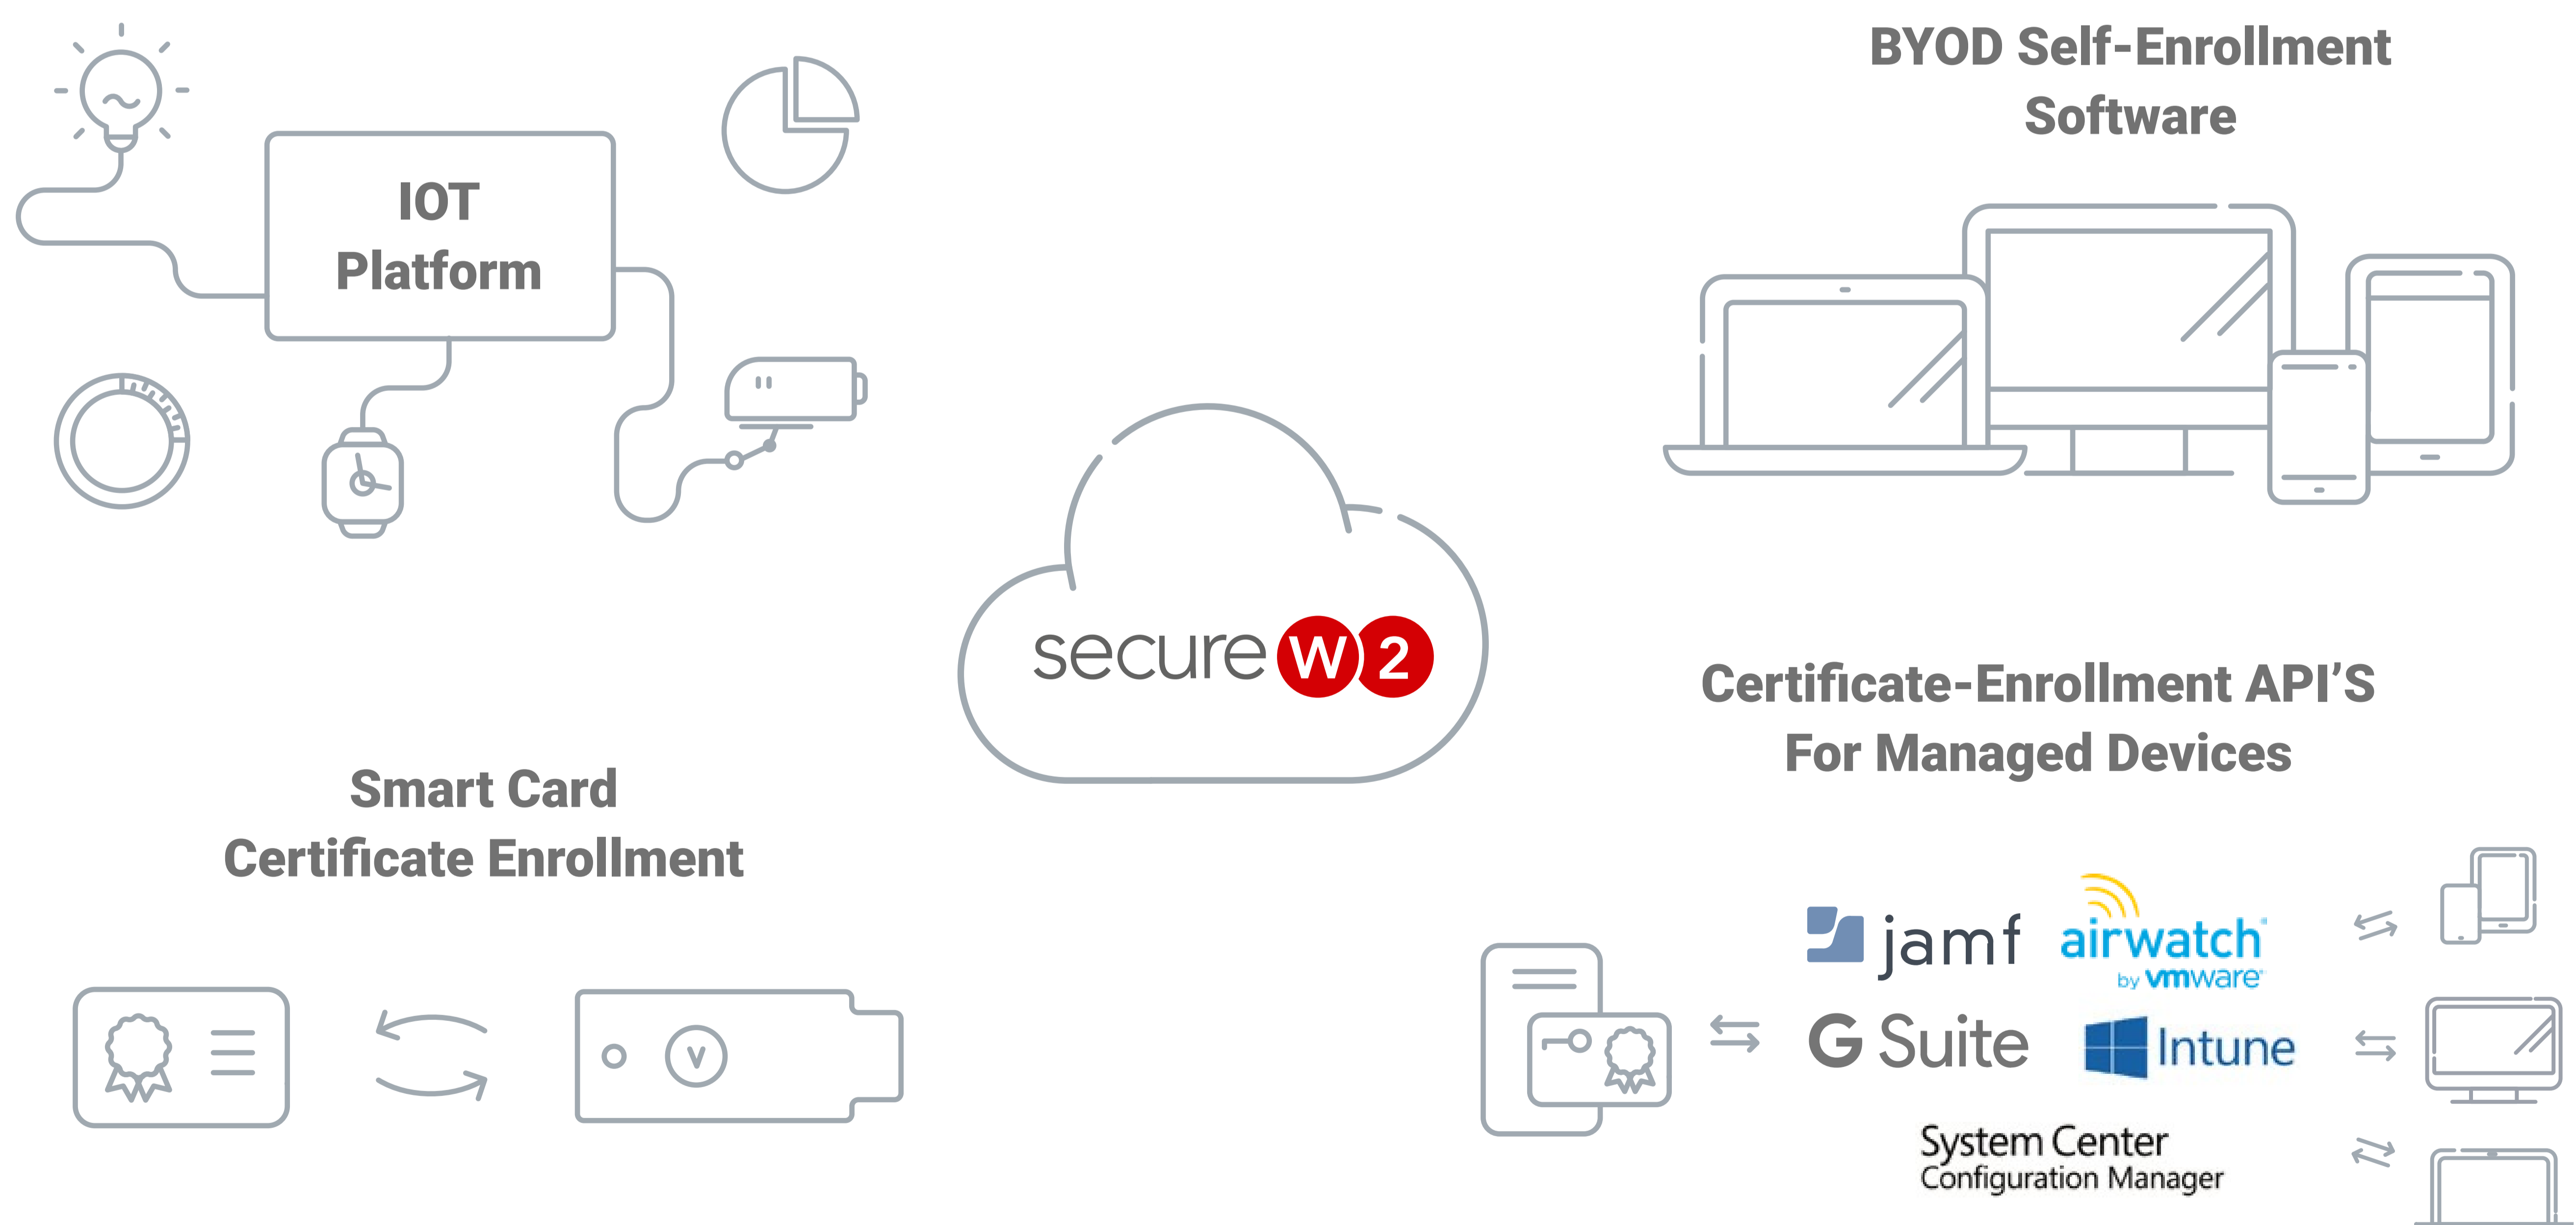 BYOD Self-Enrollment
Software
IOT
Platform
secure W2
Certificate-Enrollment API’S
For Managed Devices
Smart Card
Certificate Enrollment
jamf
airwatch
by vmware
G Suite
Intune
V
System Center
Configuration Manager